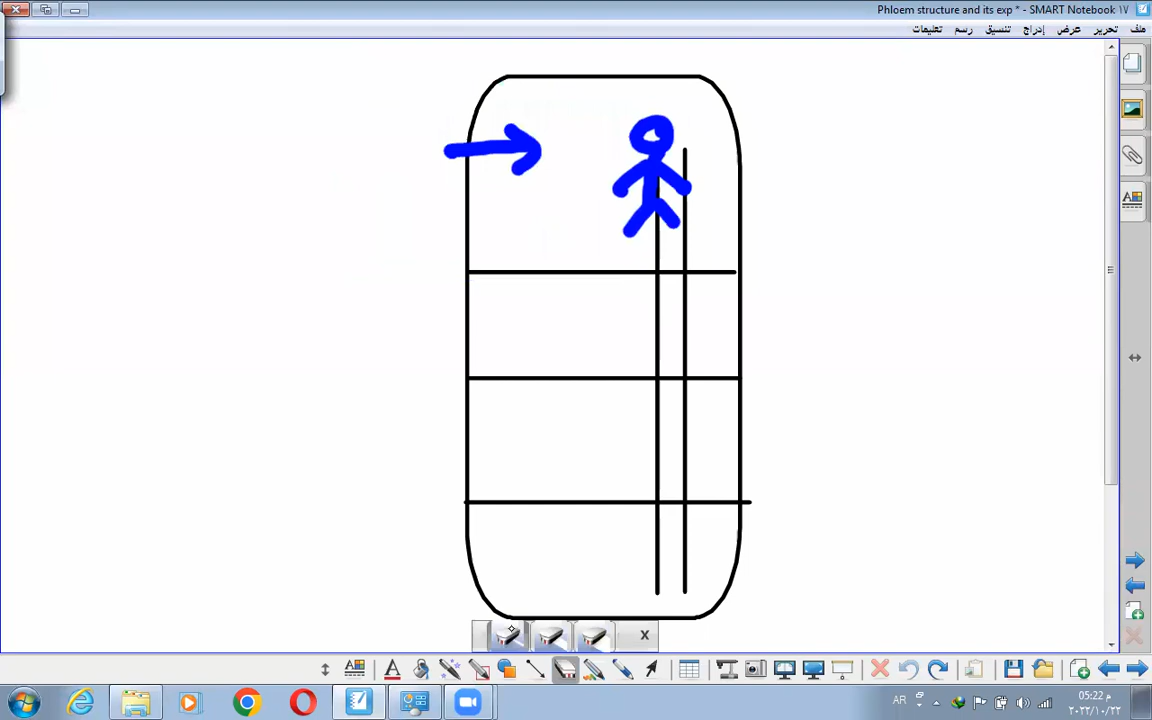 Phloem structure and its exp * - SMART Notebook ١٧
ملف تحرير عرض إدراج تنسيق رسم تعليمات
X
A
AR
م 05:22
٢٠٢٢/١٠/٢٢